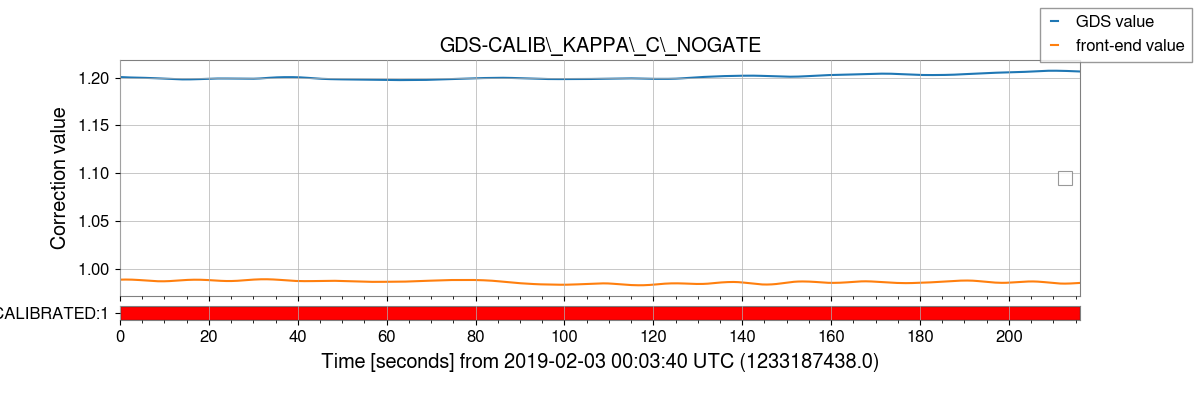 GDS value
front-end value
GDS-CALIB\_KAPPA\_C\_NOGATE
Correction value
1.20
1.15
1.10
1.05
1.00
CALIBRATED:1
0 20 40 60 80 100 120 140 160 180 200
Time [seconds] from 2019-02-03 00:03:40 UTC (1233187438.0)